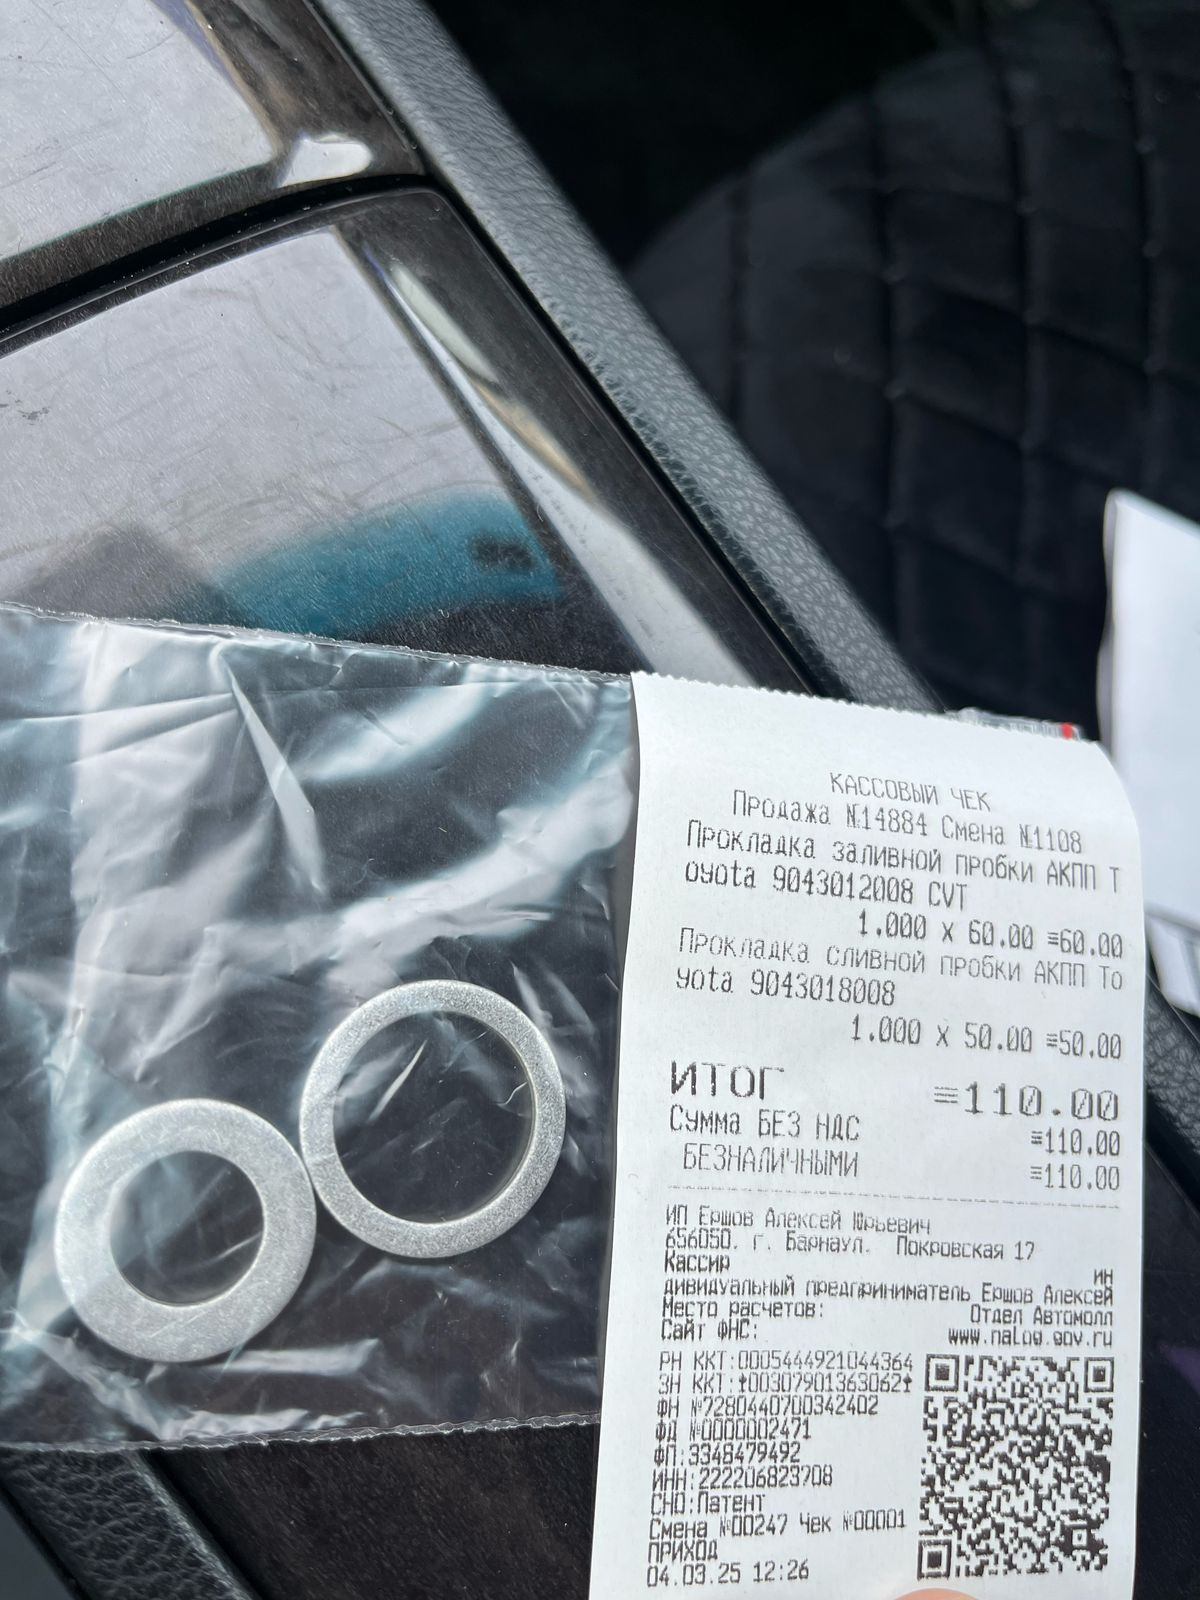 КАССОВЫЙ ЧЕК
Продажа №14884 Смена №1108
Прокладка заливной пробки АКПП Т
oyota 9043012008 CVT
1.000 х 60.00 ≡60.00
Прокладка сливной пробки АКПП To
yota 9043018008
1.000 х 50.00 ≡50.00
ИТОГ ≡110.00
Сумма БЕЗ НДС ≡110.00
БЕЗНАЛИЧНЫМИ ≡110.00
ИП Ершов Алексей Юрьевич
656050. г. Барнаул. Покровская 17
Кассир ИН
дивидуальный предприниматель Ершов Алексей
Место расчетов: Отдел Автомолл
Сайт ФНС: www.nalog.gov.ru
РН ККТ:0005444921044364
ЗН ККТ:↑00307901363062↑
ФН №7280440700342402
ФД №0000002471
ФП:3348479492
ИНН:222206823708
СНО:Патент
Смена №00247 Чек №00001
ПРИХОД
04.03.25 12:26